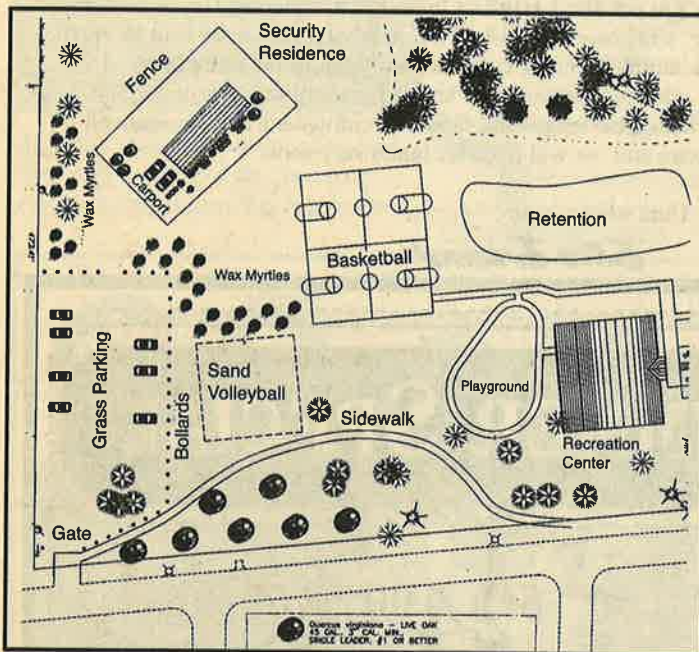 Security
Residence
Fence
Carport
Wax Myrtles
Retention
Basketball
Wax Myrtles
Grass Parking
Bollards
Sand
Volleyball
Playground
Sidewalk
Recreation
Center
Gate
Quercus virginiana - LIVE OAK
45 GAL., 3" CAL. MIN.,
SINGLE LEADER, #1 OR BETTER